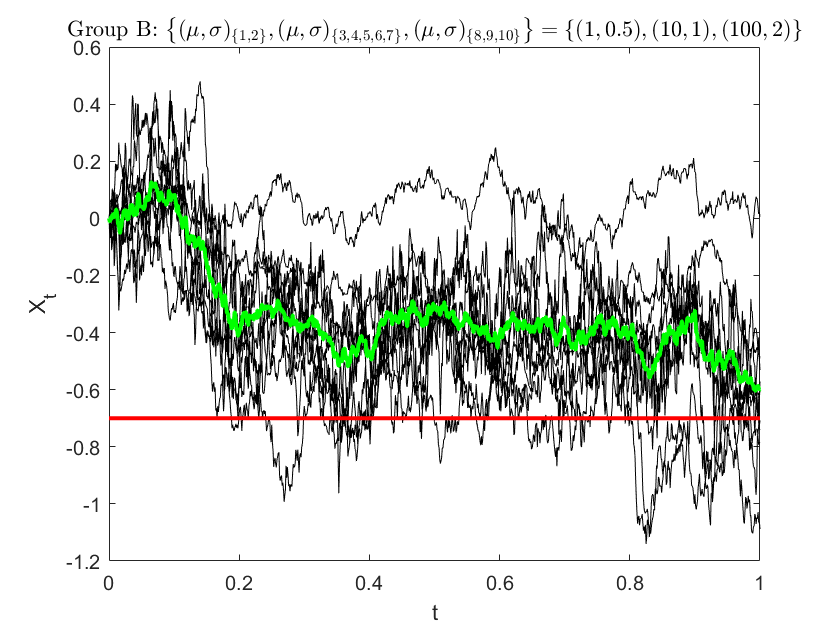 Group B: {(μ, σ)_{1,2}, (μ, σ)_{3,4,5,6,7}, (μ, σ)_{8,9,10}} = {(1, 0.5), (10, 1), (100, 2)}
0.6
0.4
0.2
0
-0.2
-0.4
-0.6
-0.8
-1
-1.2
X_t
0 0.2 0.4 0.6 0.8 1
t